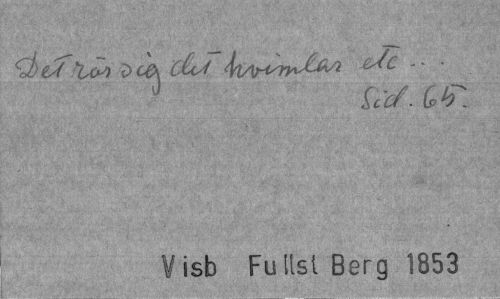 Det rör sig det hvimlar etc...
Sid. 65.
Visb Fullst Berg 1853